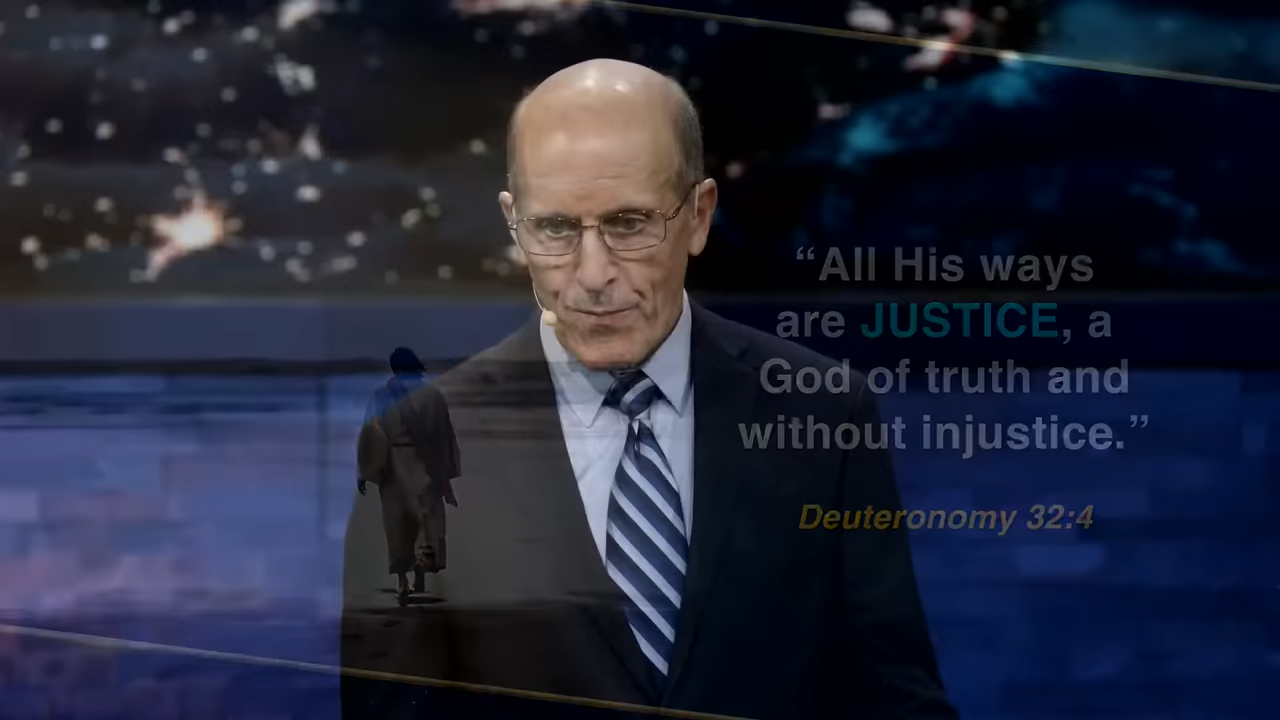 “All His ways
are JUSTICE, a
God of truth and
without injustice.”
Deuteronomy 32:4